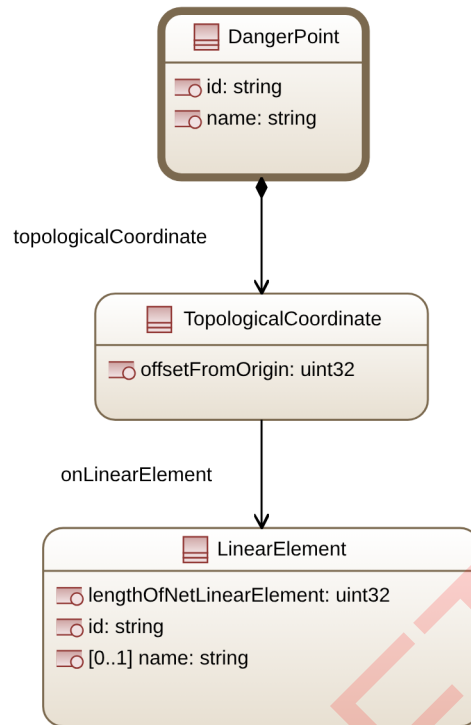 DangerPoint
id: string
name: string
topologicalCoordinate
TopologicalCoordinate
offsetFromOrigin: uint32
onLinearElement
LinearElement
lengthOfNetLinearElement: uint32
id: string
[0..1] name: string